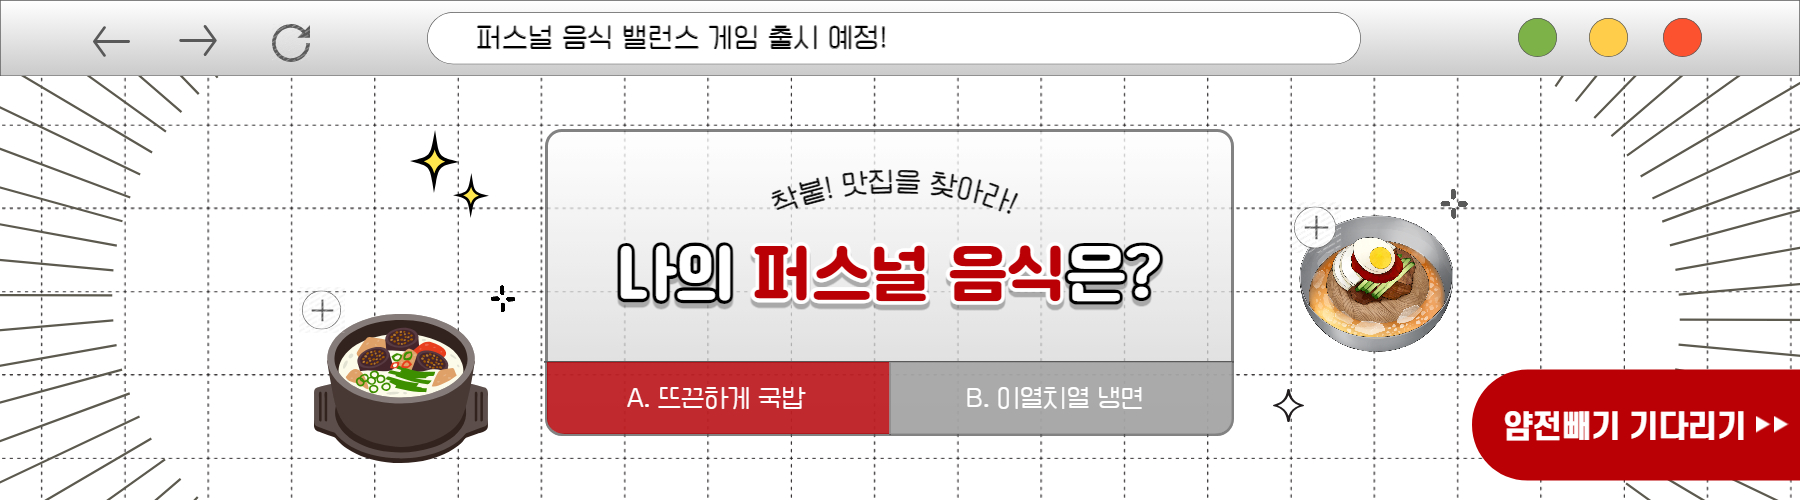 퍼스널 음식 밸런스 게임 출시 예정!
착붙! 맛집을 찾아라!
나의 퍼스널 음식은?
A. 뜨끈하게 국밥
B. 이열치열 냉면
얌전빼기 기다리기